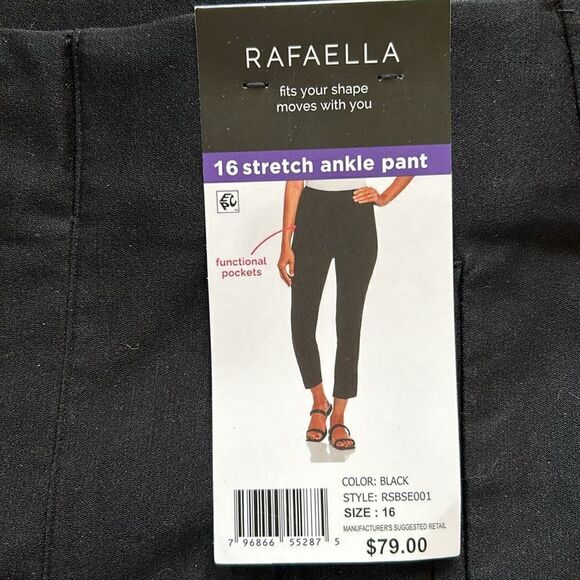 RAFAELLA
fits your shape
moves with you
16 stretch ankle pant
EPC
functional
pockets
COLOR: BLACK
STYLE: RSBSE001
SIZE : 16
MANUFACTURER'S SUGGESTED RETAIL
7 96866 55287 5
$79.00